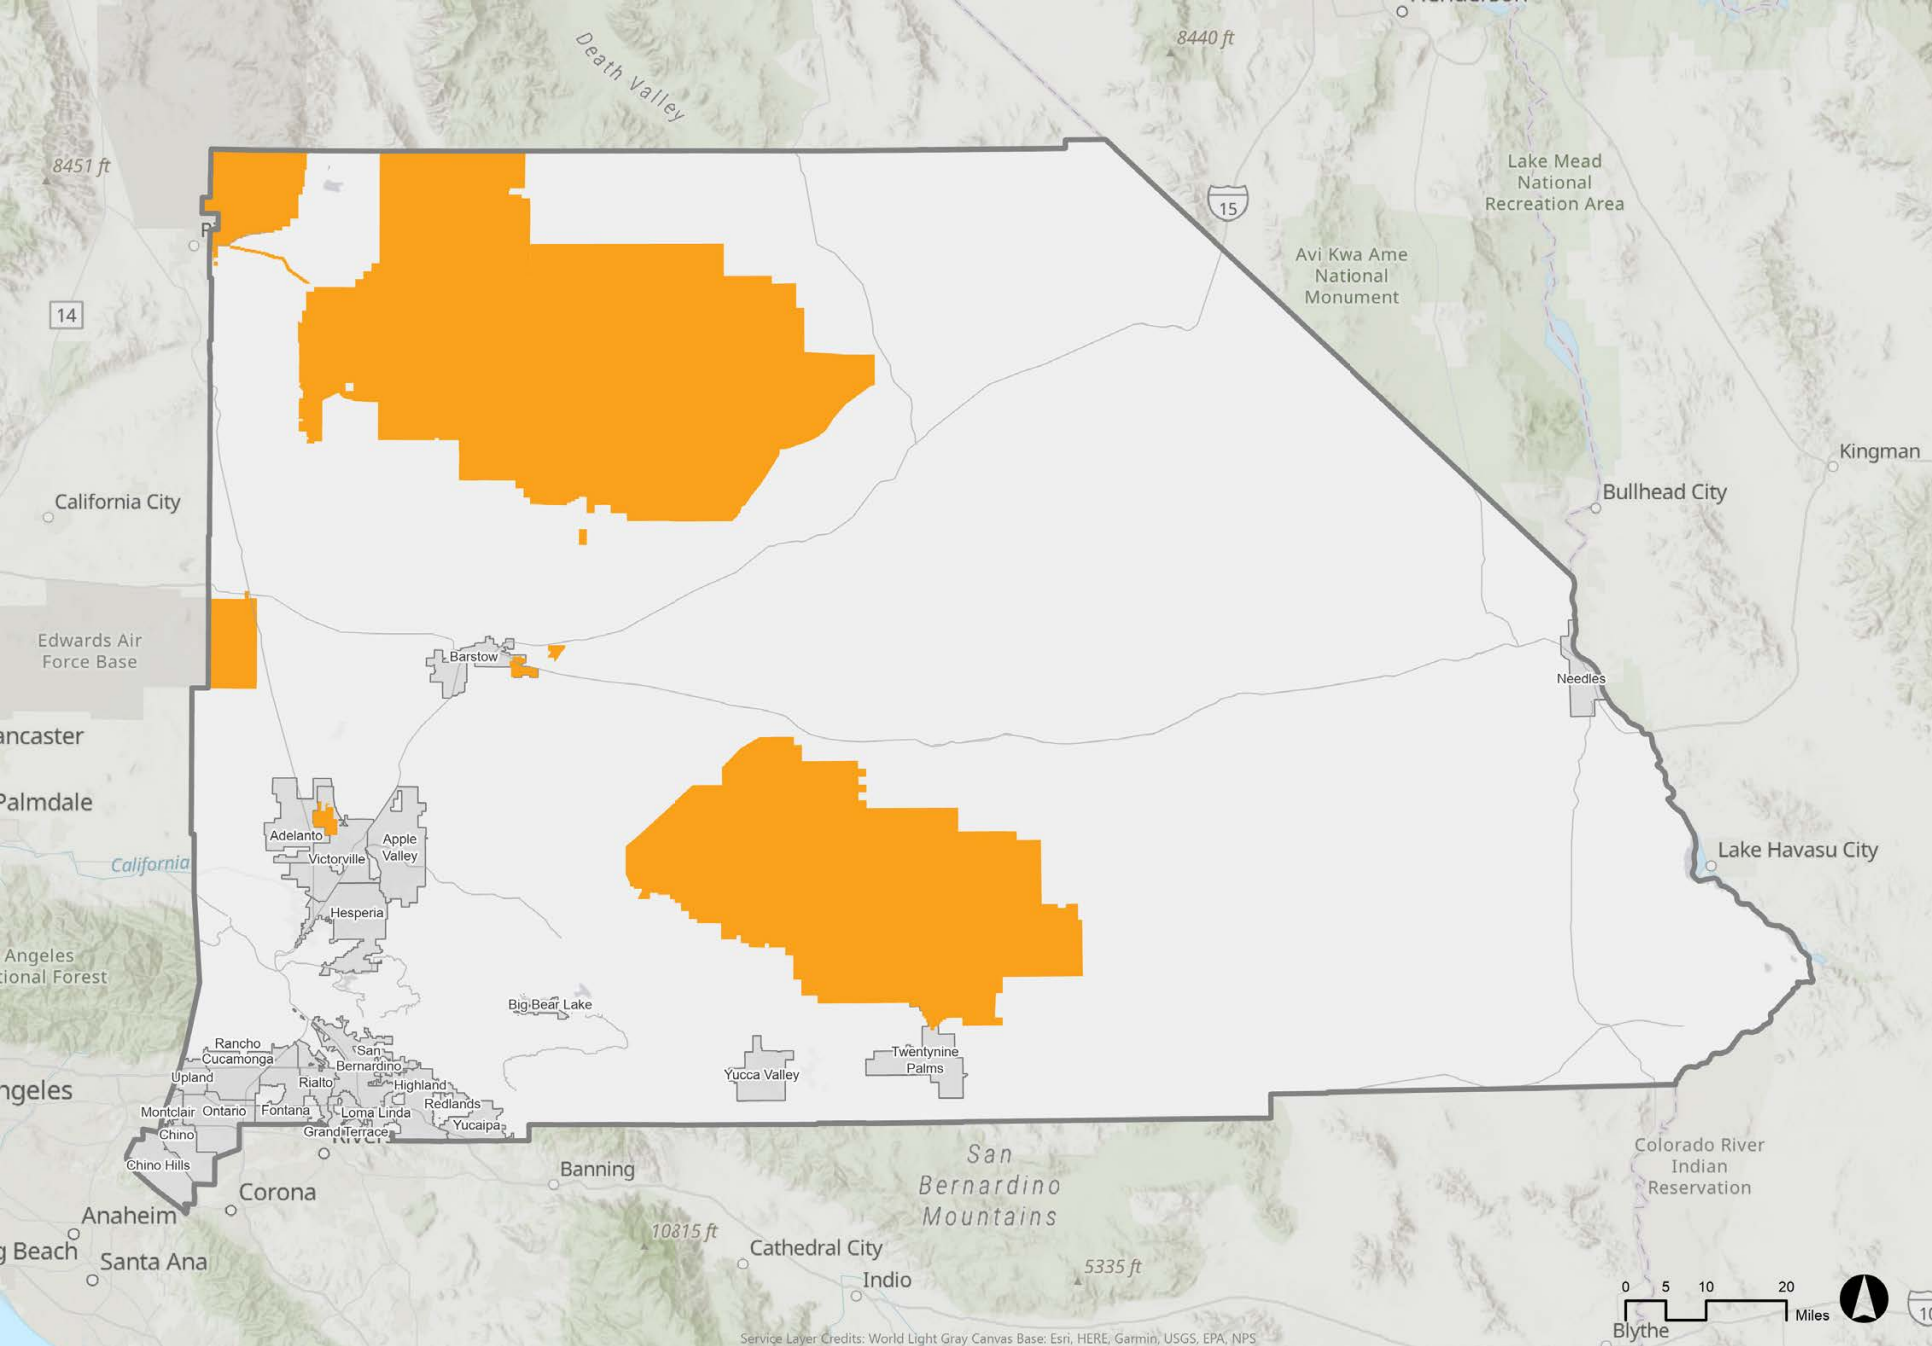 Death Valley
8440 ft
8451 ft
15
Lake Mead
National
Recreation Area
Avi Kwa Ame
National
Monument
14
Kingman
Bullhead City
California City
Edwards Air
Force Base
Barstow
Needles
ancaster
Palmdale
Adelanto
Apple
Valley
Victorville
California
Lake Havasu City
Hesperia
Angeles
tional Forest
Big Bear Lake
Rancho
Cucamonga
San
Bernardino
Twentynine
Palms
Upland
Rialto
Highland
Yucca Valley
ngeles
Montclair
Ontario
Fontana
Loma Linda
Redlands
Yucaipa
Chino
Grand Terrace
Chino Hills
Banning
San
Bernardino
Mountains
Colorado River
Indian
Reservation
Corona
Anaheim
g Beach
Santa Ana
10815 ft
Cathedral City
Indio
5335 ft
0 5 10 20
Miles
10
Blythe
Service Layer Credits: World Light Gray Canvas Base: Esri, HERE, Garmin, USGS, EPA, NPS